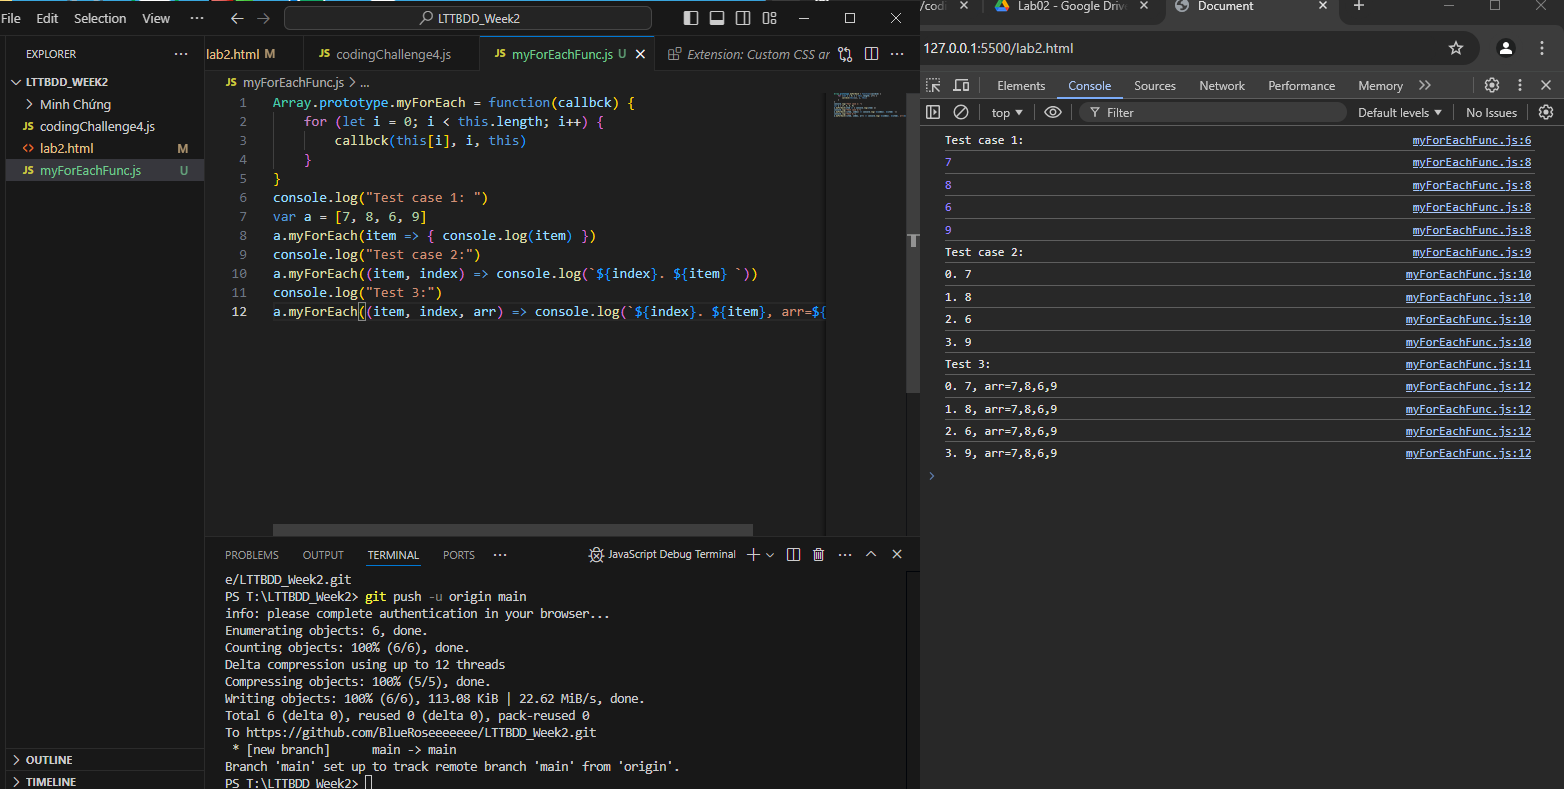 File Edit Selection View ··· LTTBDD_Week2
EXPLORER ···
LTTBDD_WEEK2
Minh Chứng
JS codingChallenge4.js
<> lab2.html M
JS myForEachFunc.js U
OUTLINE
TIMELINE
lab2.html M JS codingChallenge4.js JS myForEachFunc.js U Extension: Custom CSS ar ···
JS myForEachFunc.js > ...
1 Array.prototype.myForEach = function(callbck) {
2 for (let i = 0; i < this.length; i++) {
3 callbck(this[i], i, this)
4 }
5 }
6 console.log("Test case 1: ")
7 var a = [7, 8, 6, 9]
8 a.myForEach(item => { console.log(item) })
9 console.log("Test case 2:")
10 a.myForEach((item, index) => console.log(`${index}. ${item} `))
11 console.log("Test 3:")
12 a.myForEach((item, index, arr) => console.log(`${index}. ${item}, arr=${
PROBLEMS OUTPUT TERMINAL PORTS ··· JavaScript Debug Terminal ···
e/LTTBDD_Week2.git
PS T:\LTTBDD_Week2> git push -u origin main
info: please complete authentication in your browser...
Enumerating objects: 6, done.
Counting objects: 100% (6/6), done.
Delta compression using up to 12 threads
Compressing objects: 100% (5/5), done.
Writing objects: 100% (6/6), 113.08 KiB | 22.62 MiB/s, done.
Total 6 (delta 0), reused 0 (delta 0), pack-reused 0
To https://github.com/BlueRoseeeeeee/LTTBDD_Week2.git
* [new branch] main -> main
Branch 'main' set up to track remote branch 'main' from 'origin'.
PS T:\LTTBDD_Week2>
/codi Lab02 - Google Drive Document
127.0.0.1:5500/lab2.html
Elements Console Sources Network Performance Memory
top Filter Default levels No Issues
Test case 1: myForEachFunc.js:6
7 myForEachFunc.js:8
8 myForEachFunc.js:8
6 myForEachFunc.js:8
9 myForEachFunc.js:8
Test case 2: myForEachFunc.js:9
0. 7 myForEachFunc.js:10
1. 8 myForEachFunc.js:10
2. 6 myForEachFunc.js:10
3. 9 myForEachFunc.js:10
Test 3: myForEachFunc.js:11
0. 7, arr=7,8,6,9 myForEachFunc.js:12
1. 8, arr=7,8,6,9 myForEachFunc.js:12
2. 6, arr=7,8,6,9 myForEachFunc.js:12
3. 9, arr=7,8,6,9 myForEachFunc.js:12